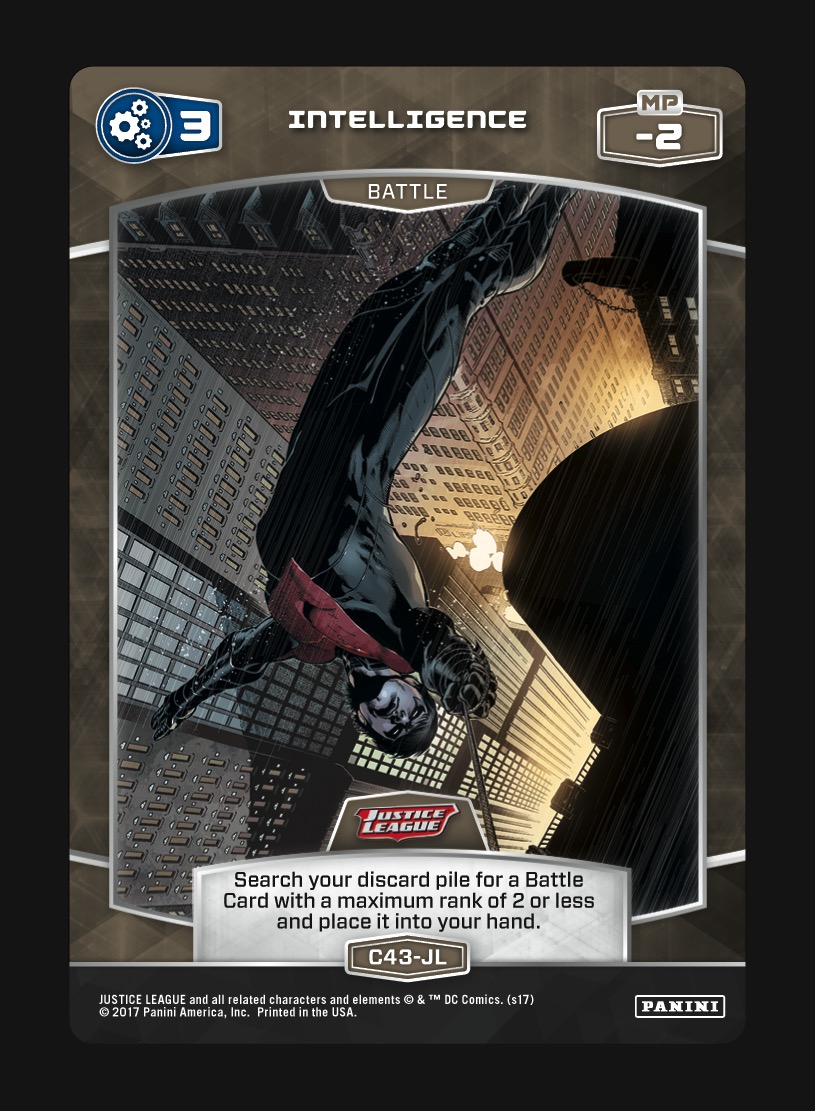 3
INTELLIGENCE
MP
-2
BATTLE
JUSTICE
LEAGUE
Search your discard pile for a Battle
Card with a maximum rank of 2 or less
and place it into your hand.
C43-JL
JUSTICE LEAGUE and all related characters and elements © & ™ DC Comics. (s17)
© 2017 Panini America, Inc. Printed in the USA.
PANINI